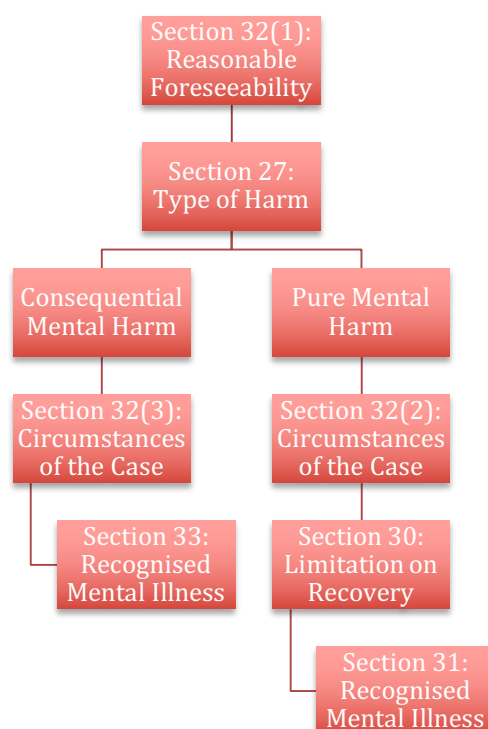 Section 32(1):
Reasonable
Foreseeability
Section 27:
Type of Harm
Consequential
Mental Harm
Pure Mental
Harm
Section 32(3):
Circumstances
of the Case
Section 32(2):
Circumstances
of the Case
Section 33:
Recognised
Mental Illness
Section 30:
Limitation on
Recovery
Section 31:
Recognised
Mental Illness